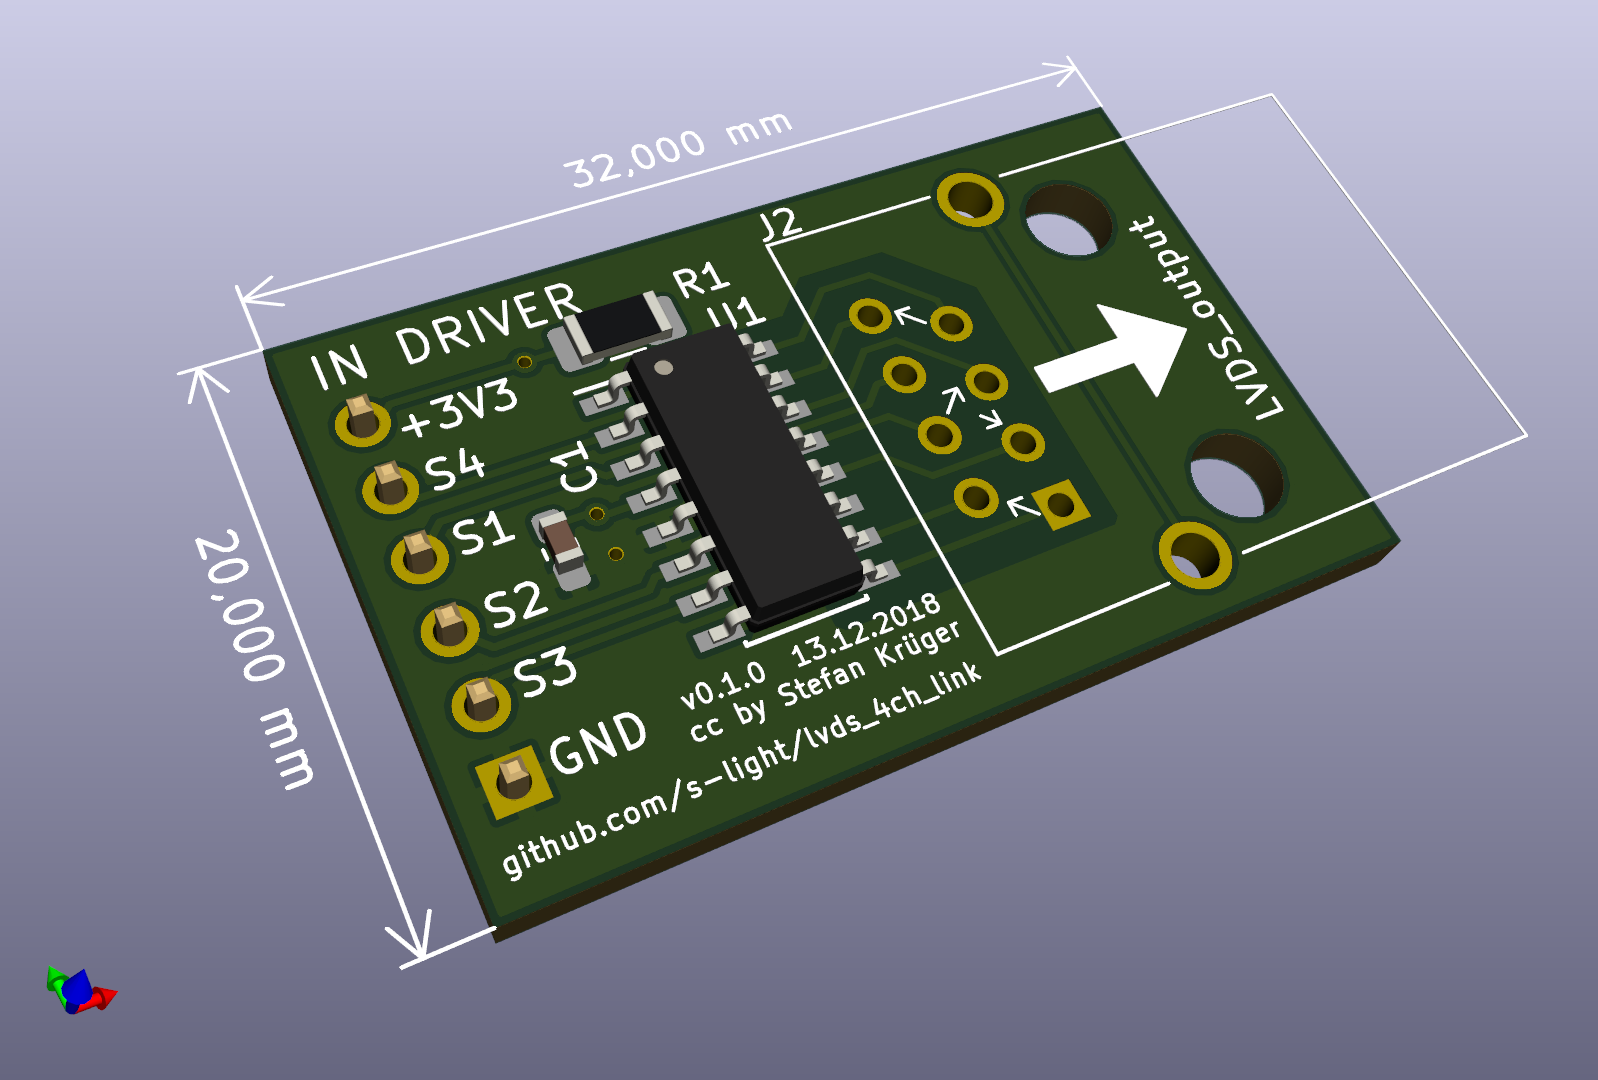 32,000 mm
20,000 mm
J2
R1
U1
IN DRIVER
+3V3
S4
C1
S1
S2
S3
GND
LVDS-output
v0.1.0 13.12.2018
cc by Stefan Krüger
github.com/s-light/lvds_4ch_link